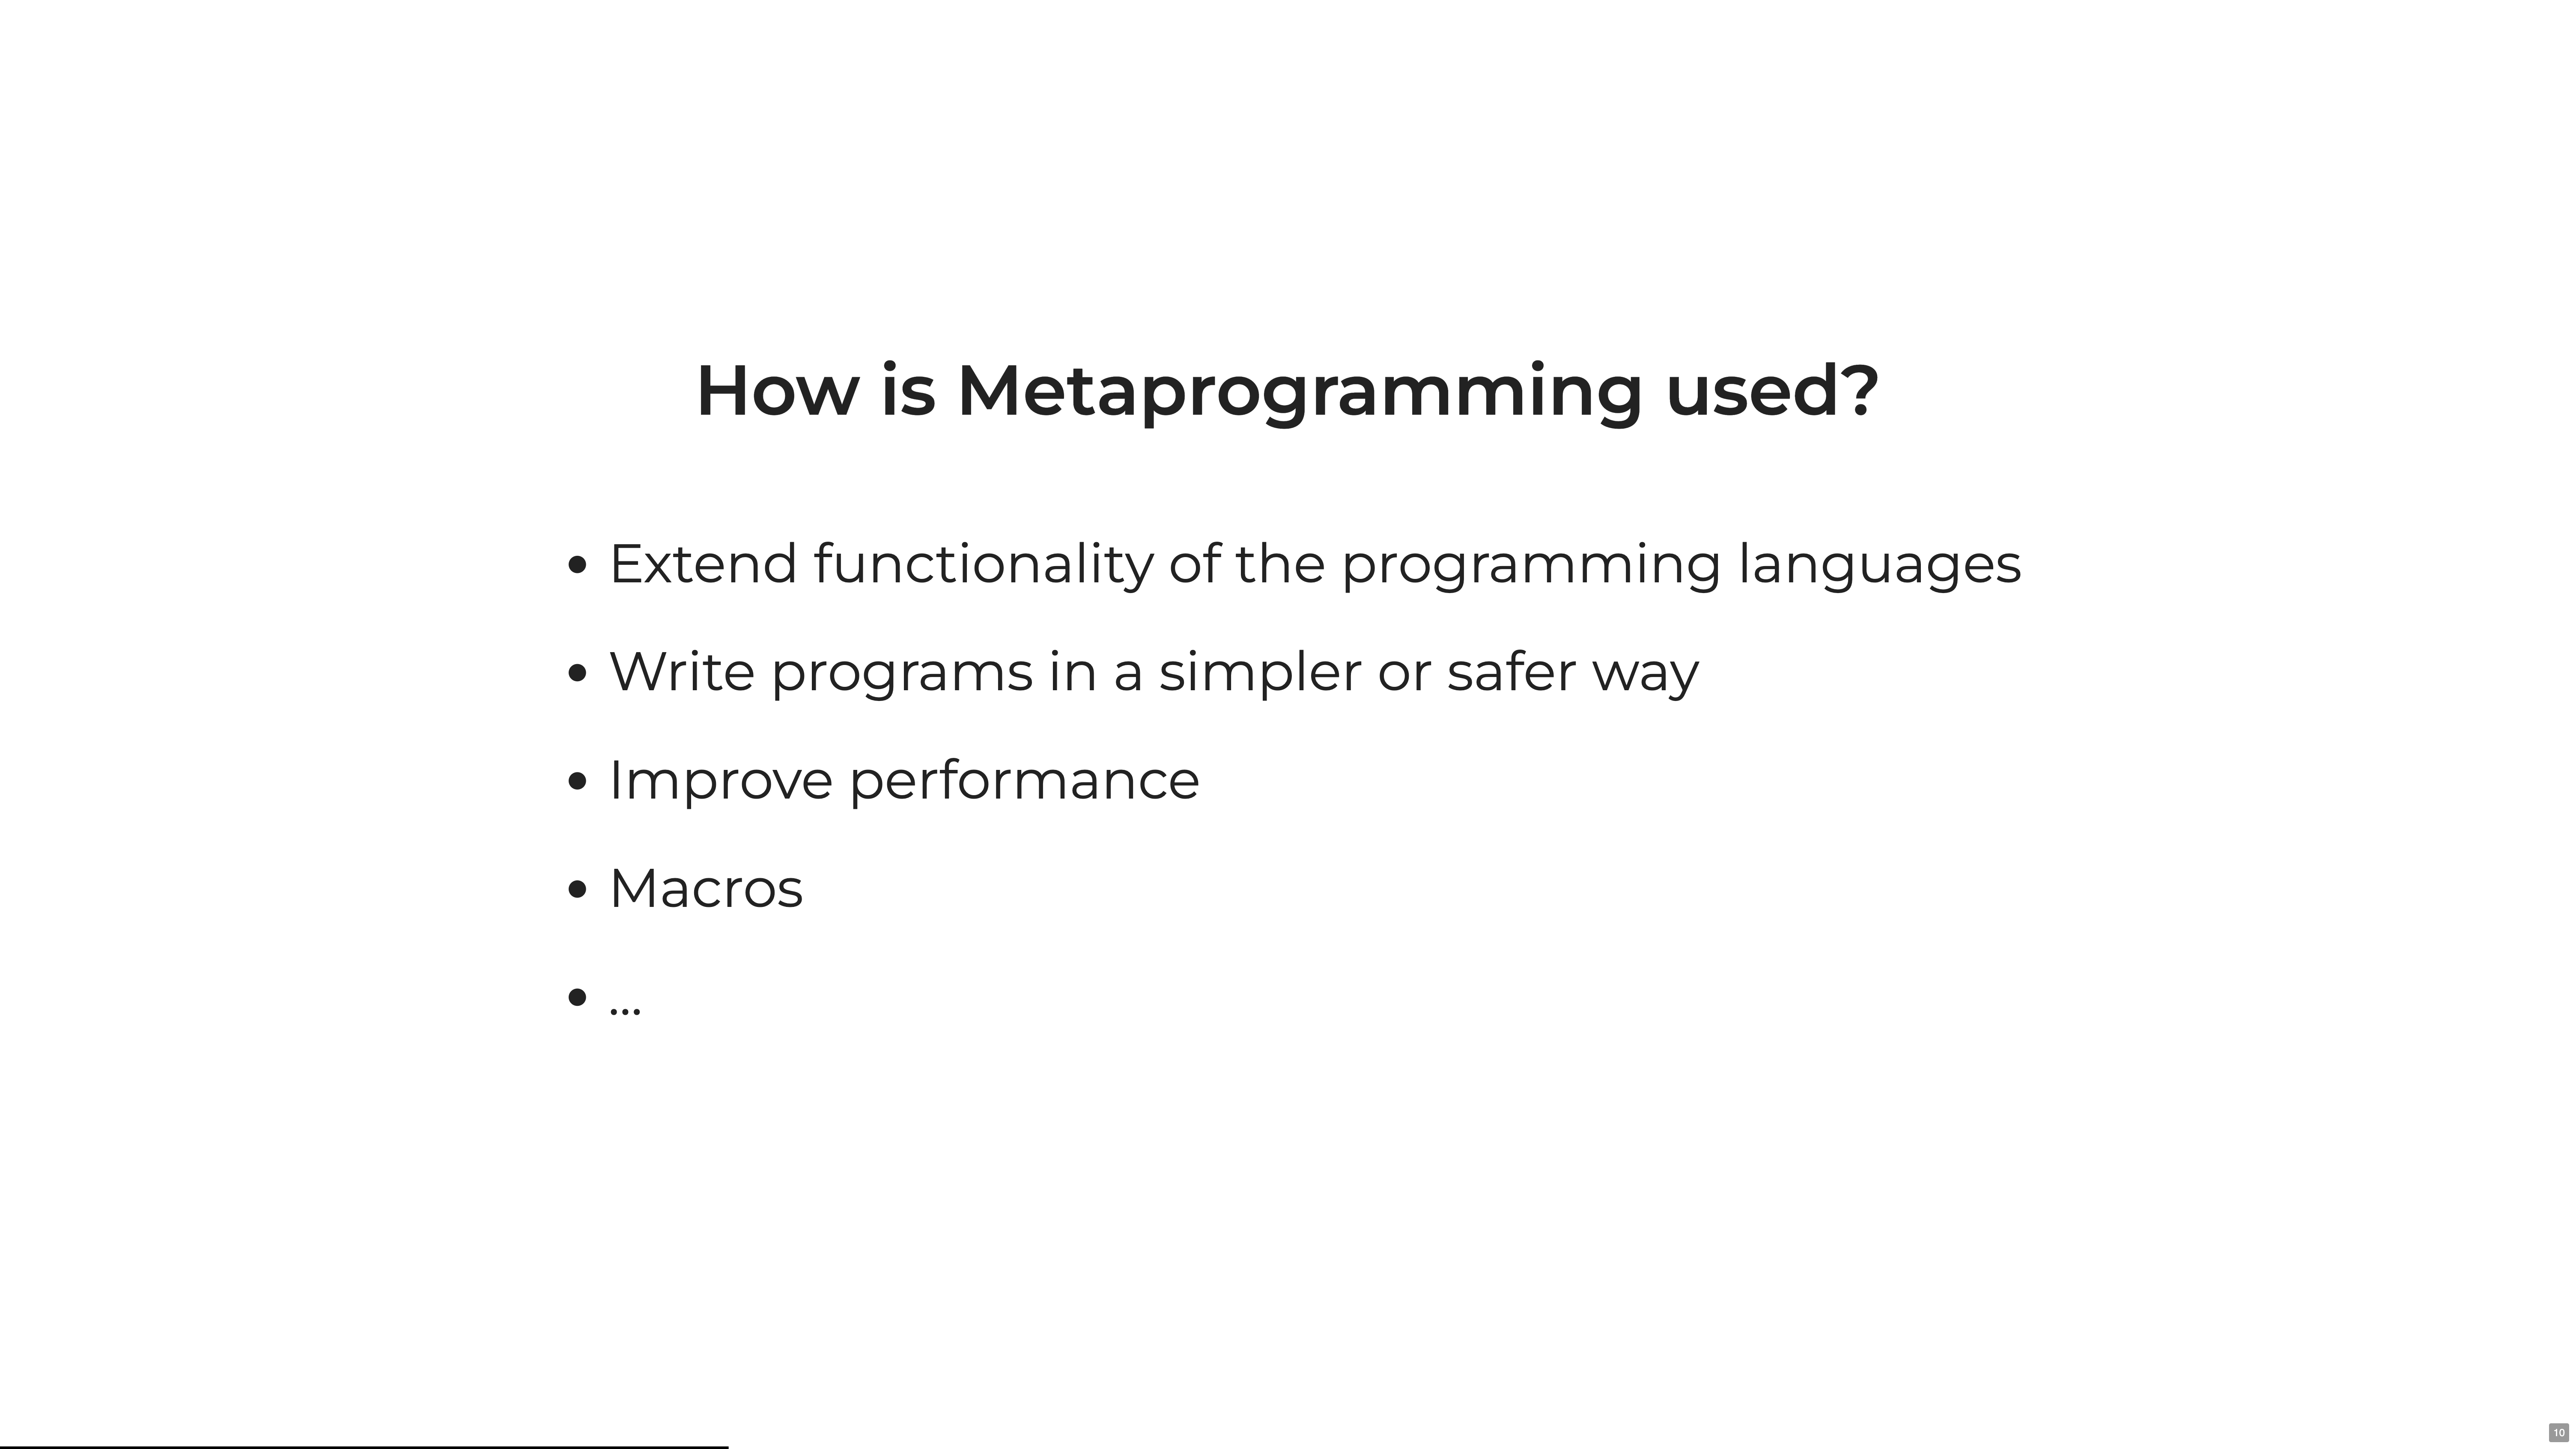 How is Metaprogramming used?
• Extend functionality of the programming languages
• Write programs in a simpler or safer way
• Improve performance
• Macros
• ...
10